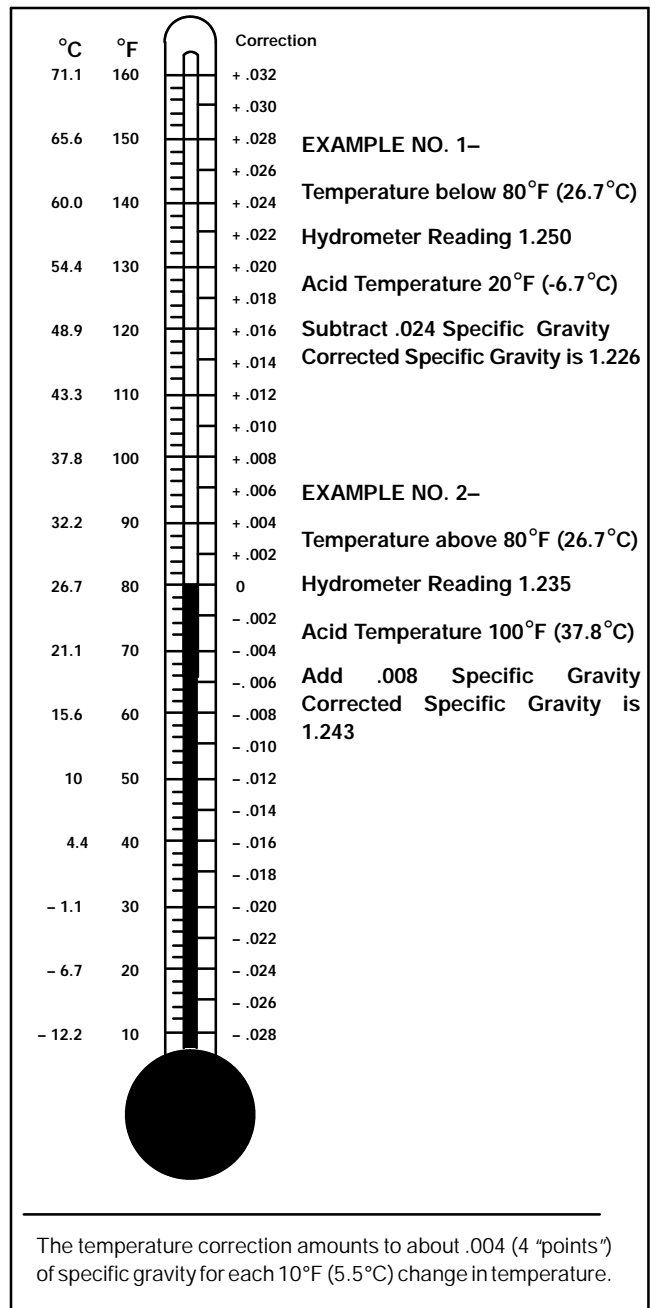 °C °F Correction
71.1 160 + .032
+ .030
65.6 150 + .028
+ .026
60.0 140 + .024
+ .022
54.4 130 + .020
+ .018
48.9 120 + .016
+ .014
43.3 110 + .012
+ .010
37.8 100 + .008
+ .006
32.2 90 + .004
+ .002
26.7 80 0
– .002
21.1 70 – .004
–. 006
15.6 60 – .008
– .010
10 50 – .012
– .014
4.4 40 – .016
– .018
– 1.1 30 – .020
– .022
– 6.7 20 – .024
– .026
– 12.2 10 – .028
EXAMPLE NO. 1–
Temperature below 80°F (26.7°C)
Hydrometer Reading 1.250
Acid Temperature 20°F (-6.7°C)
Subtract .024 Specific Gravity
Corrected Specific Gravity is 1.226
EXAMPLE NO. 2–
Temperature above 80°F (26.7°C)
Hydrometer Reading 1.235
Acid Temperature 100°F (37.8°C)
Add .008 Specific Gravity
Corrected Specific Gravity is
1.243
The temperature correction amounts to about .004 (4 "points")
of specific gravity for each 10°F (5.5°C) change in temperature.